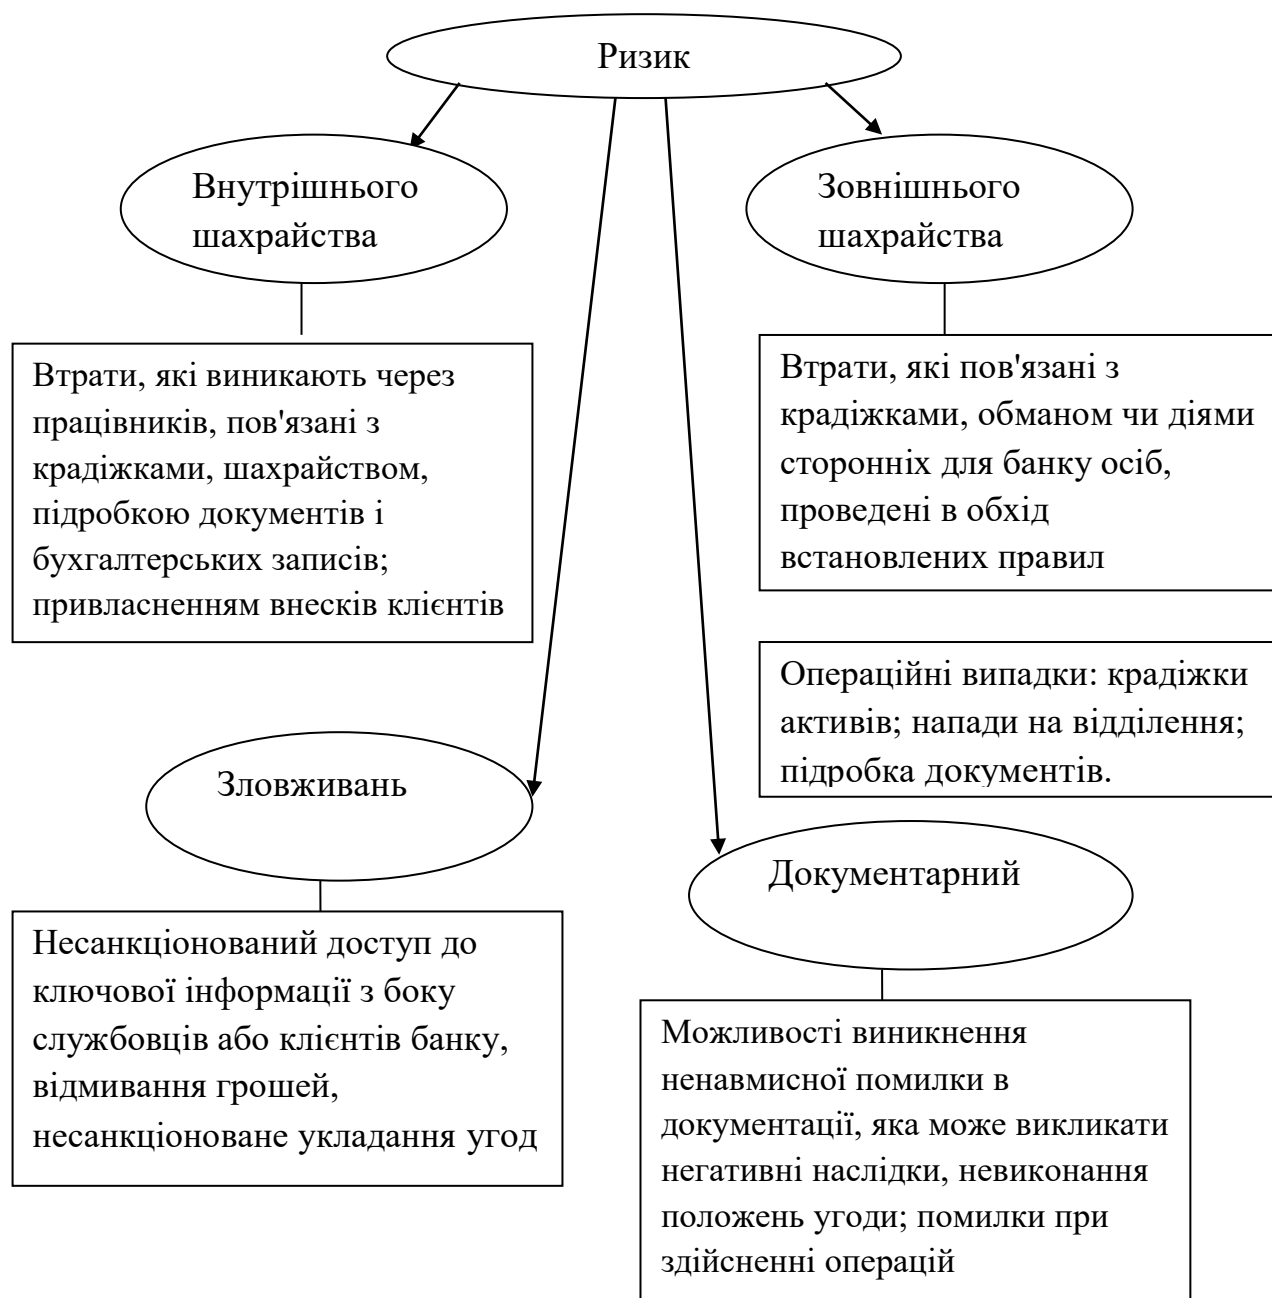 Ризик
Внутрішнього
шахрайства
Зовнішнього
шахрайства
Втрати, які виникають через
працівників, пов'язані з
крадіжками, шахрайством,
підробкою документів і
бухгалтерських записів;
привласненням внесків клієнтів
Втрати, які пов'язані з
крадіжками, обманом чи діями
сторонніх для банку осіб,
проведені в обхід
встановлених правил
Операційні випадки: крадіжки
активів; напади на відділення;
підробка документів.
Зловживань
Документарний
Несанкціонований доступ до
ключової інформації з боку
службовців або клієнтів банку,
відмивання грошей,
несанкціоноване укладання угод
Можливості виникнення
ненавмисної помилки в
документації, яка може викликати
негативні наслідки, невиконання
положень угоди; помилки при
здійсненні операцій